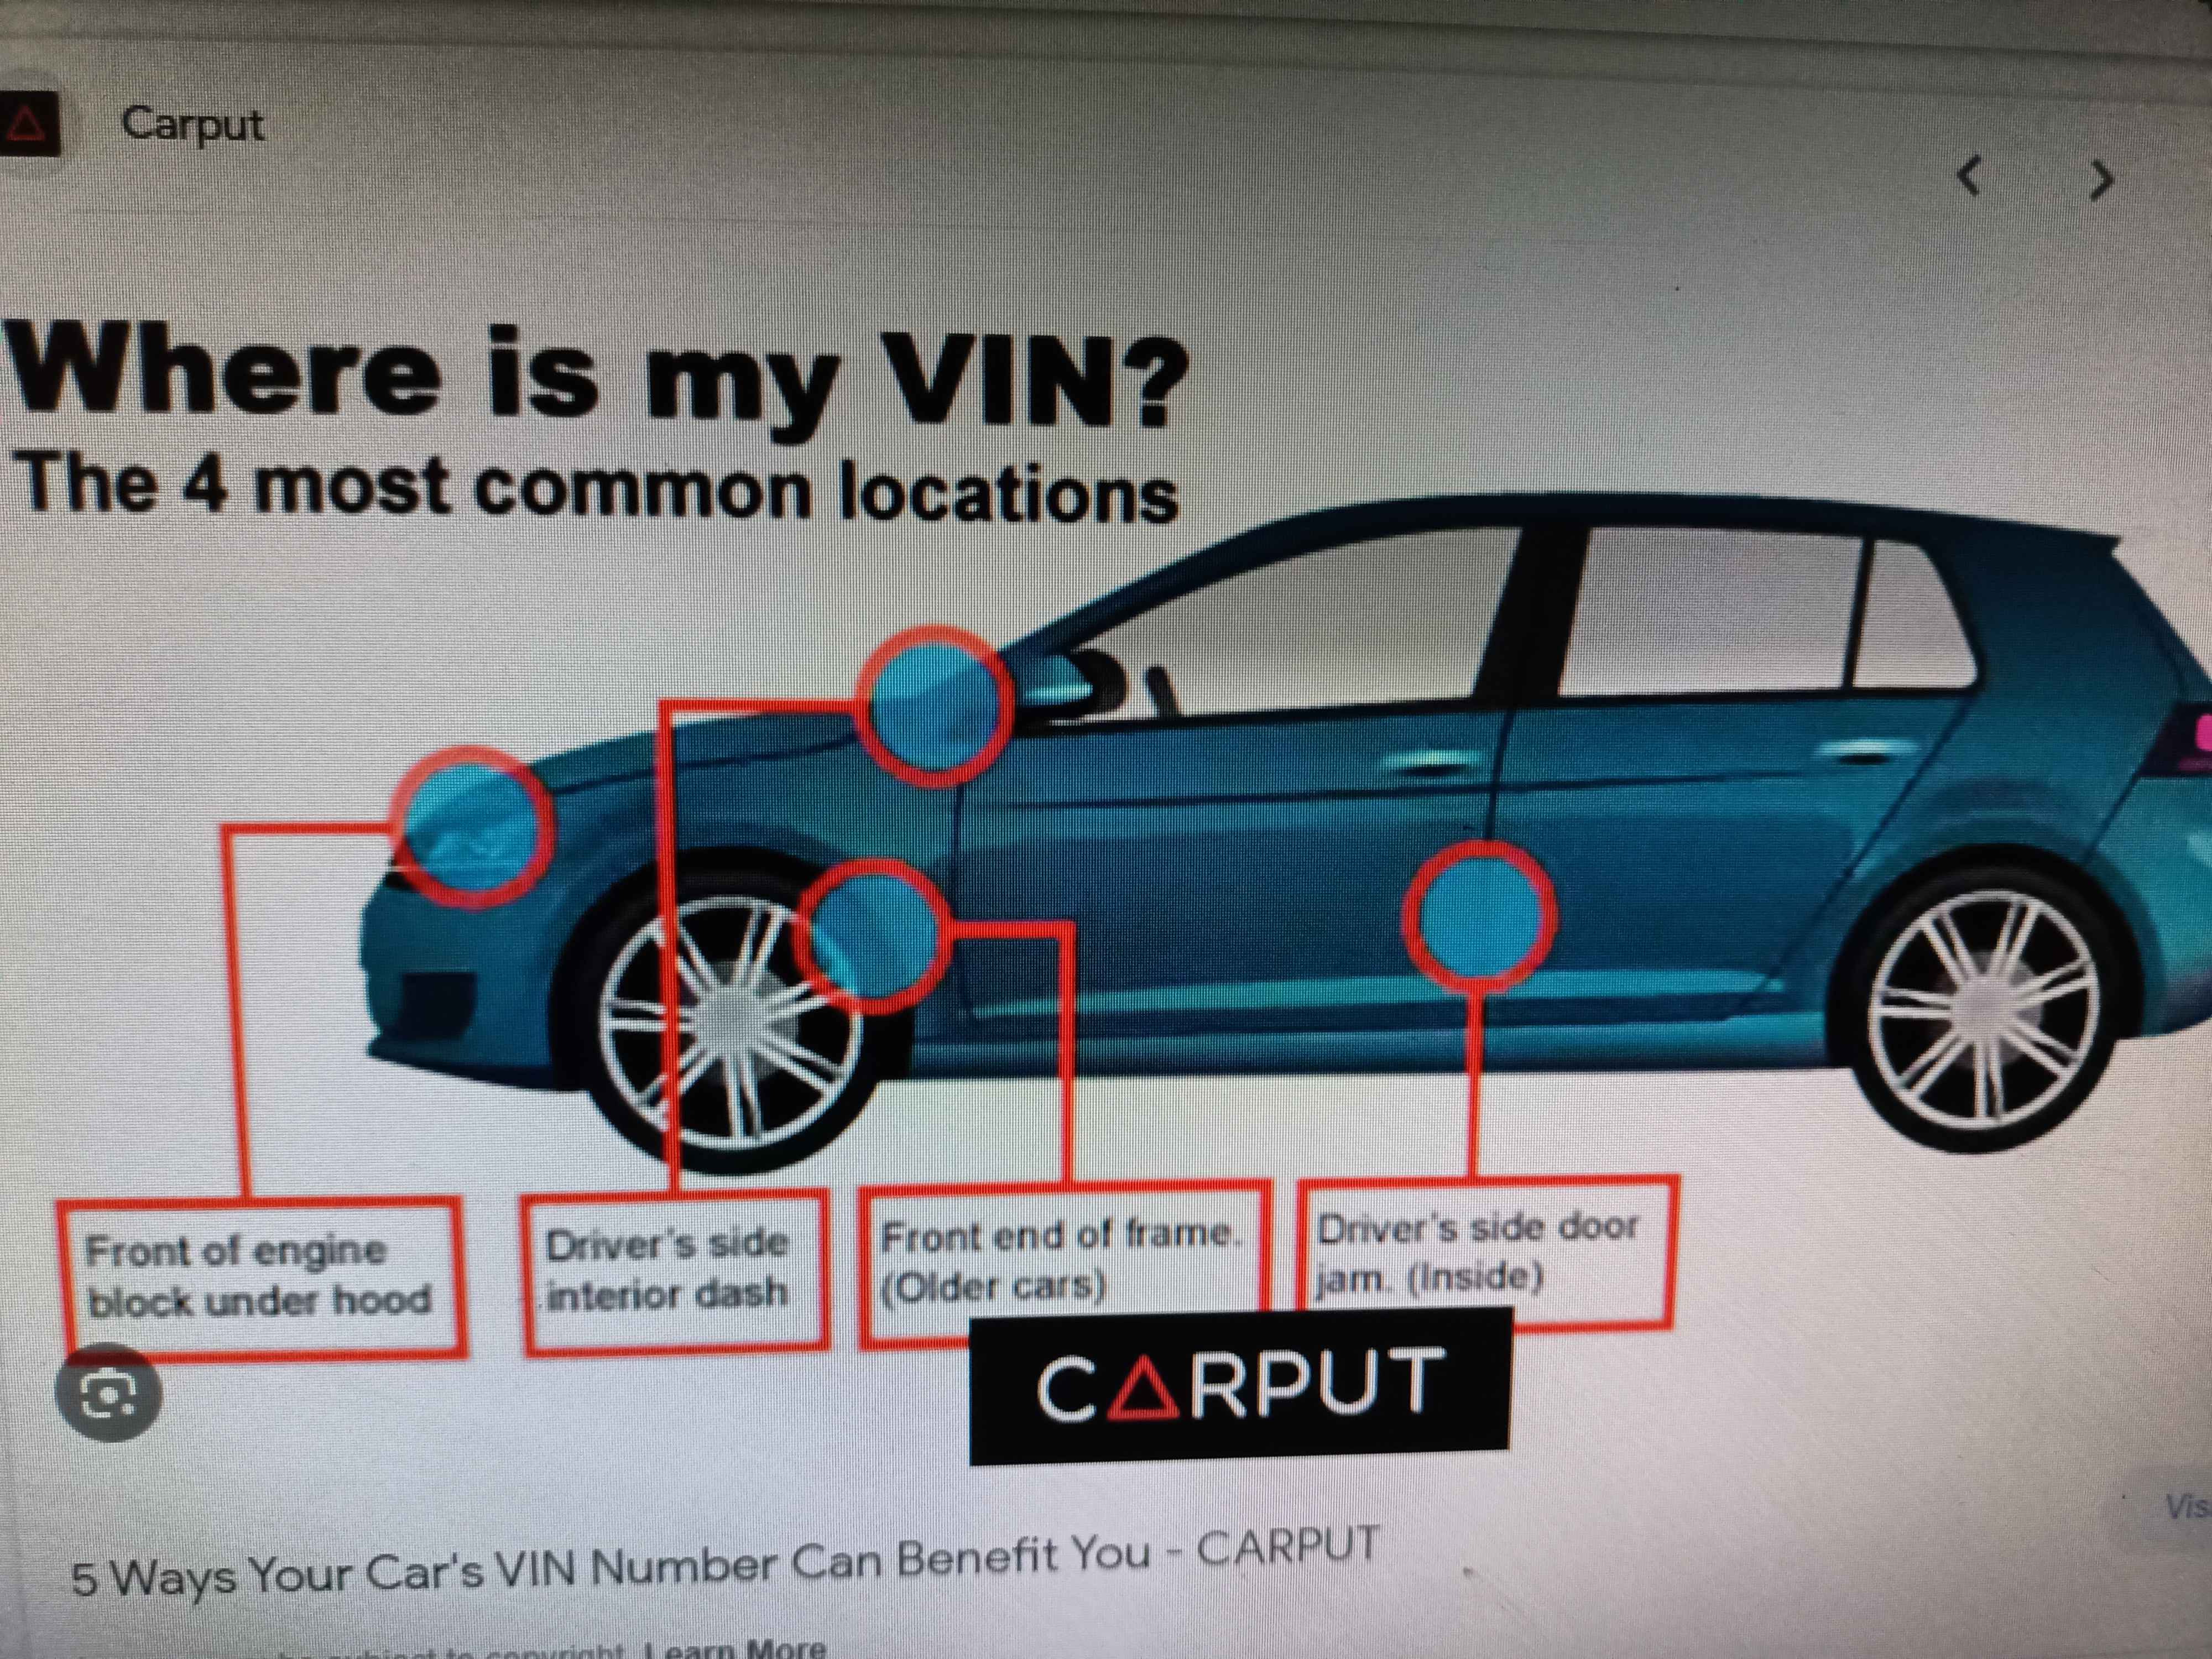 Carput
Where is my VIN?
The 4 most common locations
Front of engine
block under hood
Driver's side
interior dash
Front end of frame.
(Older cars)
Driver's side door
jam. (Inside)
CARPUT
5 Ways Your Car's VIN Number Can Benefit You - CARPUT
subject to copyright. Learn More